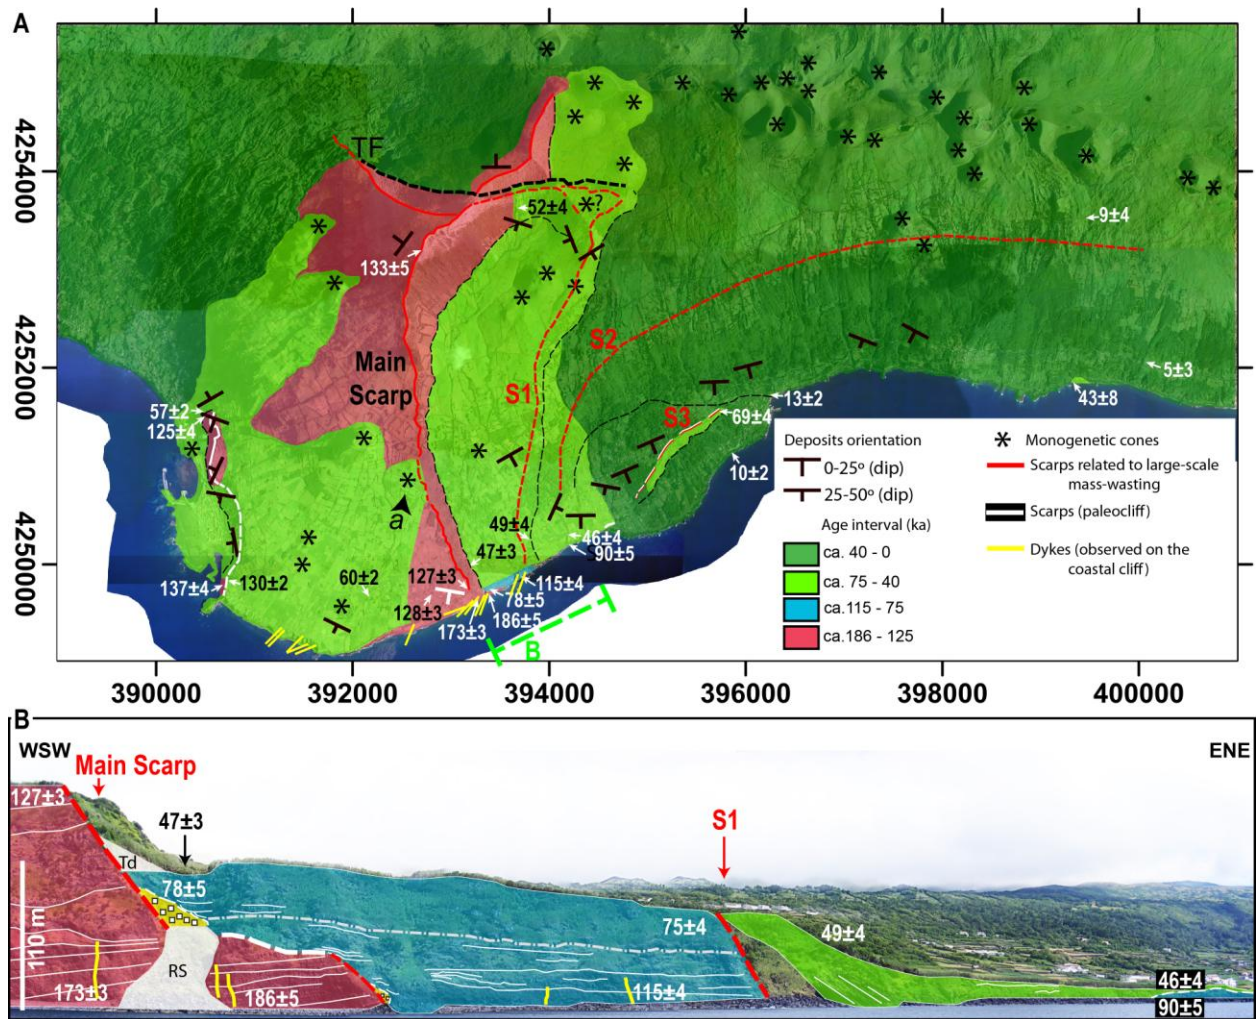 A
4254000
4252000
4250000
TF
52±4
?
133±5
9±4
Main
Scarp
S1
S2
S3
5±3
43±8
13±2
69±4
10±2
57±2
125±4
a
49±4
47±3
46±4
90±5
137±4
130±2
60±2
127±3
128±3
115±4
78±5
186±5
173±3
B
Deposits orientation
0-25º (dip)
25-50º (dip)
Age interval (ka)
ca. 40 - 0
ca. 75 - 40
ca.115 - 75
ca.186 - 125
Monogenetic cones
Scarps related to large-scale
mass-wasting
Scarps (paleocliff)
Dykes (observed on the
coastal cliff)
390000 392000 394000 396000 398000 400000
B
WSW
ENE
Main Scarp
127±3
47±3
S1
Td
78±5
75±4
49±4
110 m
RS
173±3
186±5
115±4
46±4
90±5